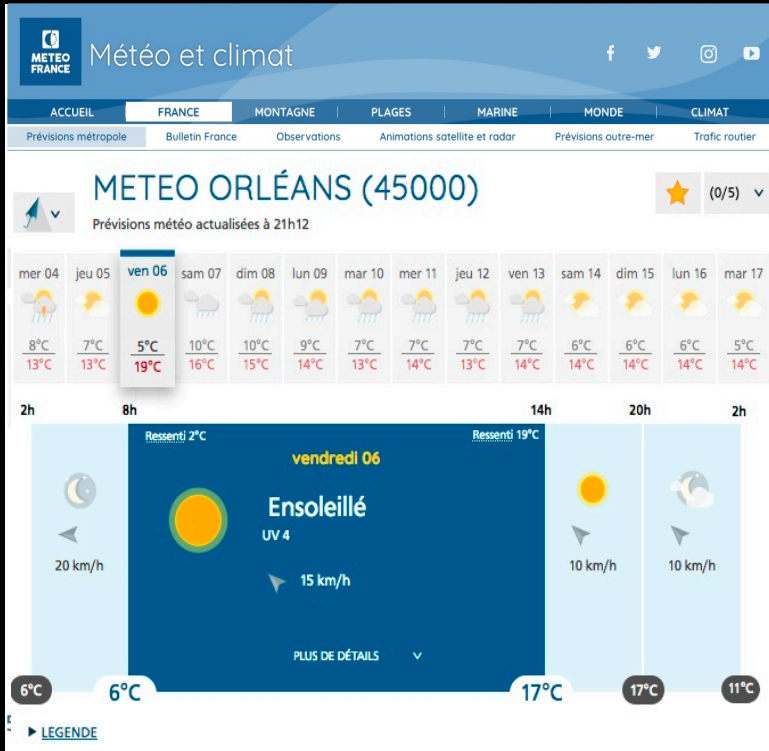 METEO
FRANCE
Météo et climat
ACCUEIL FRANCE MONTAGNE PLAGES MARINE MONDE CLIMAT
Prévisions métropole Bulletin France Observations Animations satellite et radar Prévisions outre-mer Trafic routier
METEO ORLÉANS (45000)
(0/5)
Prévisions météo actualisées à 21h12
mer 04 jeu 05 ven 06 sam 07 dim 08 lun 09 mar 10 mer 11 jeu 12 ven 13 sam 14 dim 15 lun 16 mar 17
8°C 7°C 5°C 10°C 10°C 9°C 7°C 7°C 7°C 7°C 6°C 6°C 6°C 5°C
13°C 13°C 19°C 16°C 15°C 14°C 13°C 14°C 13°C 14°C 14°C 14°C 14°C 14°C
2h 8h 14h 20h 2h
Ressenti 2°C Ressenti 19°C
vendredi 06
Ensoleillé
UV 4
20 km/h 15 km/h 10 km/h 10 km/h
PLUS DE DÉTAILS
6°C 6°C 17°C 17°C 11°C
LÉGENDE